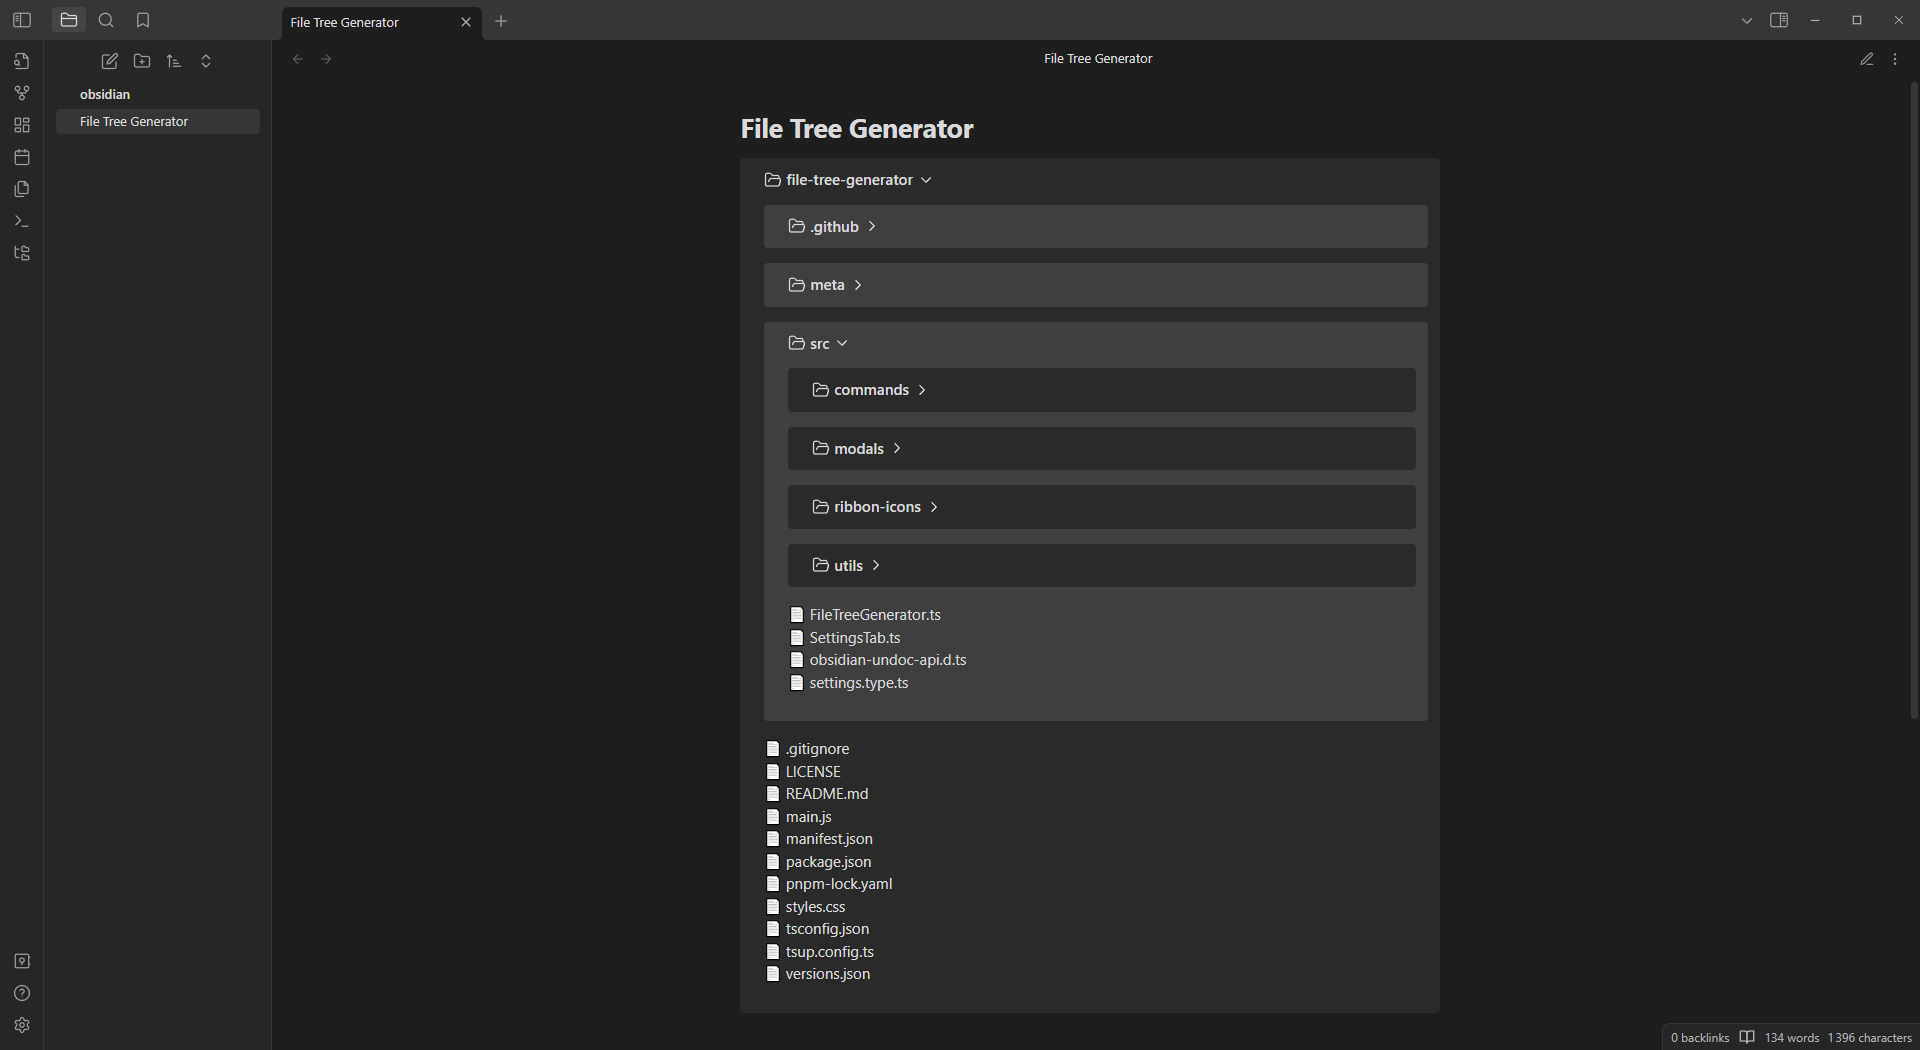 File Tree Generator
File Tree Generator
obsidian
File Tree Generator
File Tree Generator
file-tree-generator
.github
meta
src
commands
modals
ribbon-icons
utils
FileTreeGenerator.ts
SettingsTab.ts
obsidian-undoc-api.d.ts
settings.type.ts
.gitignore
LICENSE
README.md
main.js
manifest.json
package.json
pnpm-lock.yaml
styles.css
tsconfig.json
tsup.config.ts
versions.json
0 backlinks 134 words 1 396 characters